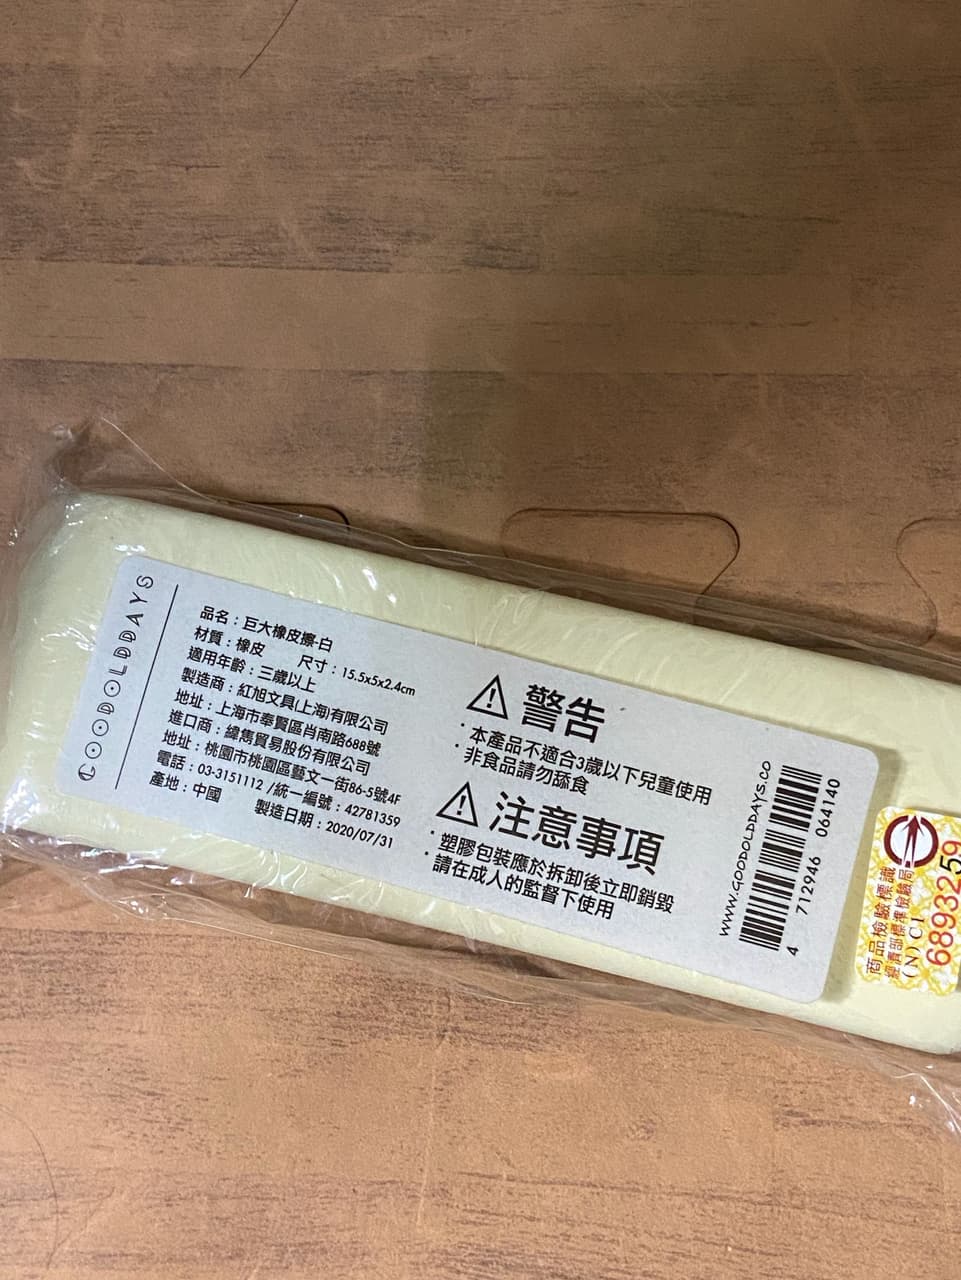 GOODOLDDAYS
品名：巨大橡皮擦-白
材質：橡皮 尺寸：15.5x5x2.4cm
適用年齡：三歲以上
製造商：紅旭文具(上海)有限公司
地址：上海市奉賢區肖南路688號
進口商：緯雋貿易股份有限公司
地址：桃園市桃園區藝文一街86-5號4F
電話：03-3151112 /統一編號：42781359
產地：中國 製造日期：2020/07/31
警告
·本產品不適合3歲以下兒童使用
·非食品請勿舔食
注意事項
·塑膠包裝應於拆卸後立即銷毀
請在成人的監督下使用
WWW.GOODOLDDAYS.CO
4 712946 064140
商品檢驗標識
經濟部標準檢驗局
(N) C1
6893259